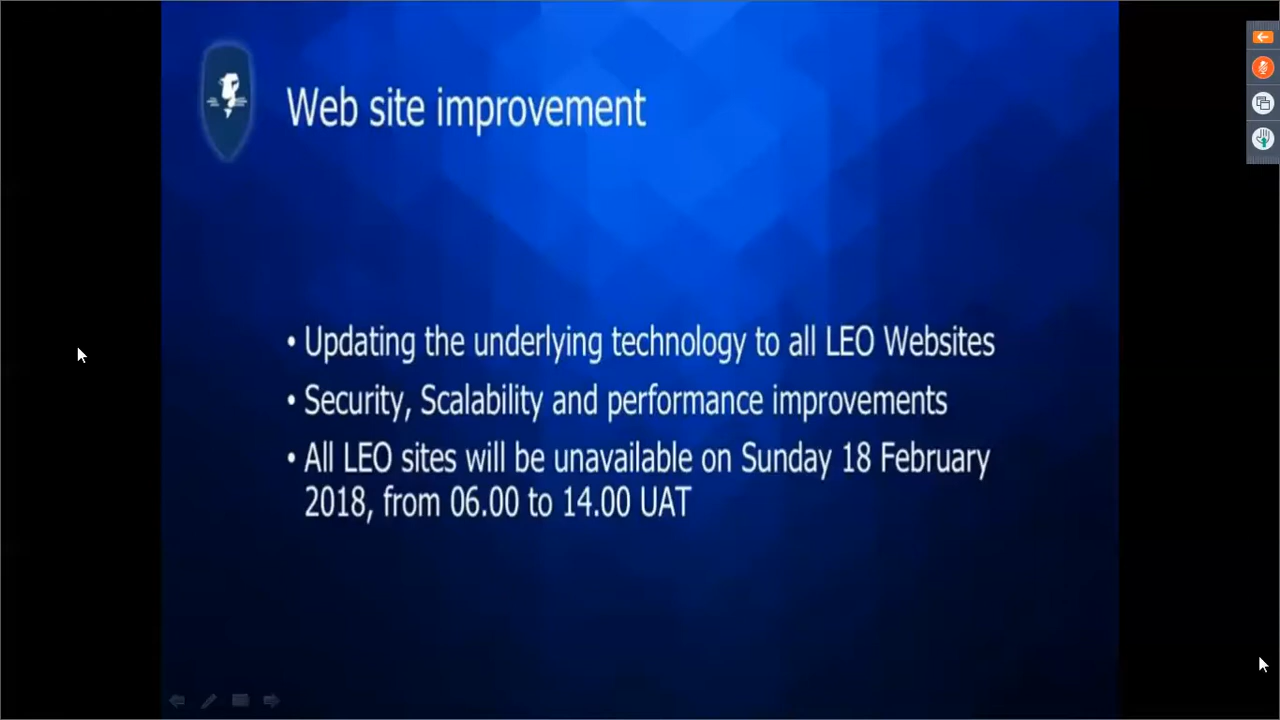 Web site improvement
• Updating the underlying technology to all LEO Websites
• Security, Scalability and performance improvements
• All LEO sites will be unavailable on Sunday 18 February
2018, from 06.00 to 14.00 UAT